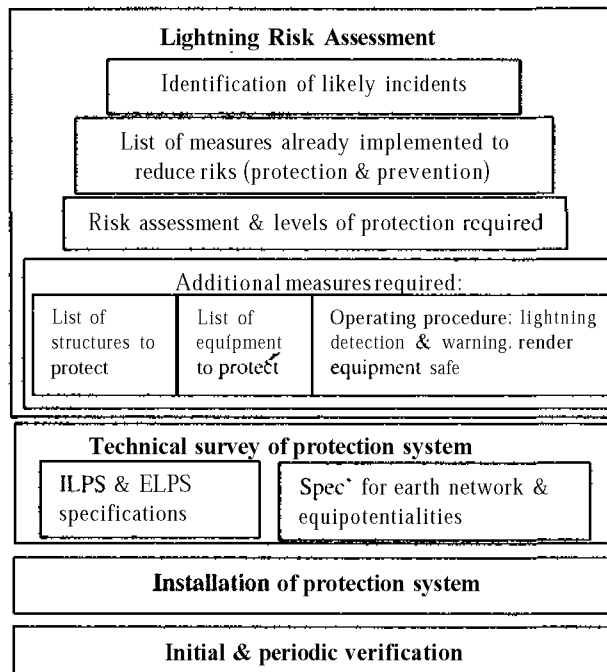 Lightning Risk Assessment
Identification of likely incidents
List of measures already implemented to
reduce riks (protection & prevention)
Risk assessment & levels of protection required
Additional measures required:
List of
structures to
protect
List of
equipment
to protect
Operating procedure: lightning
detection & warning, render
equipment safe
Technical survey of protection system
ILPS & ELPS
specifications
Spec° for earth network &
equipotentialities
Installation of protection system
Initial & periodic verification